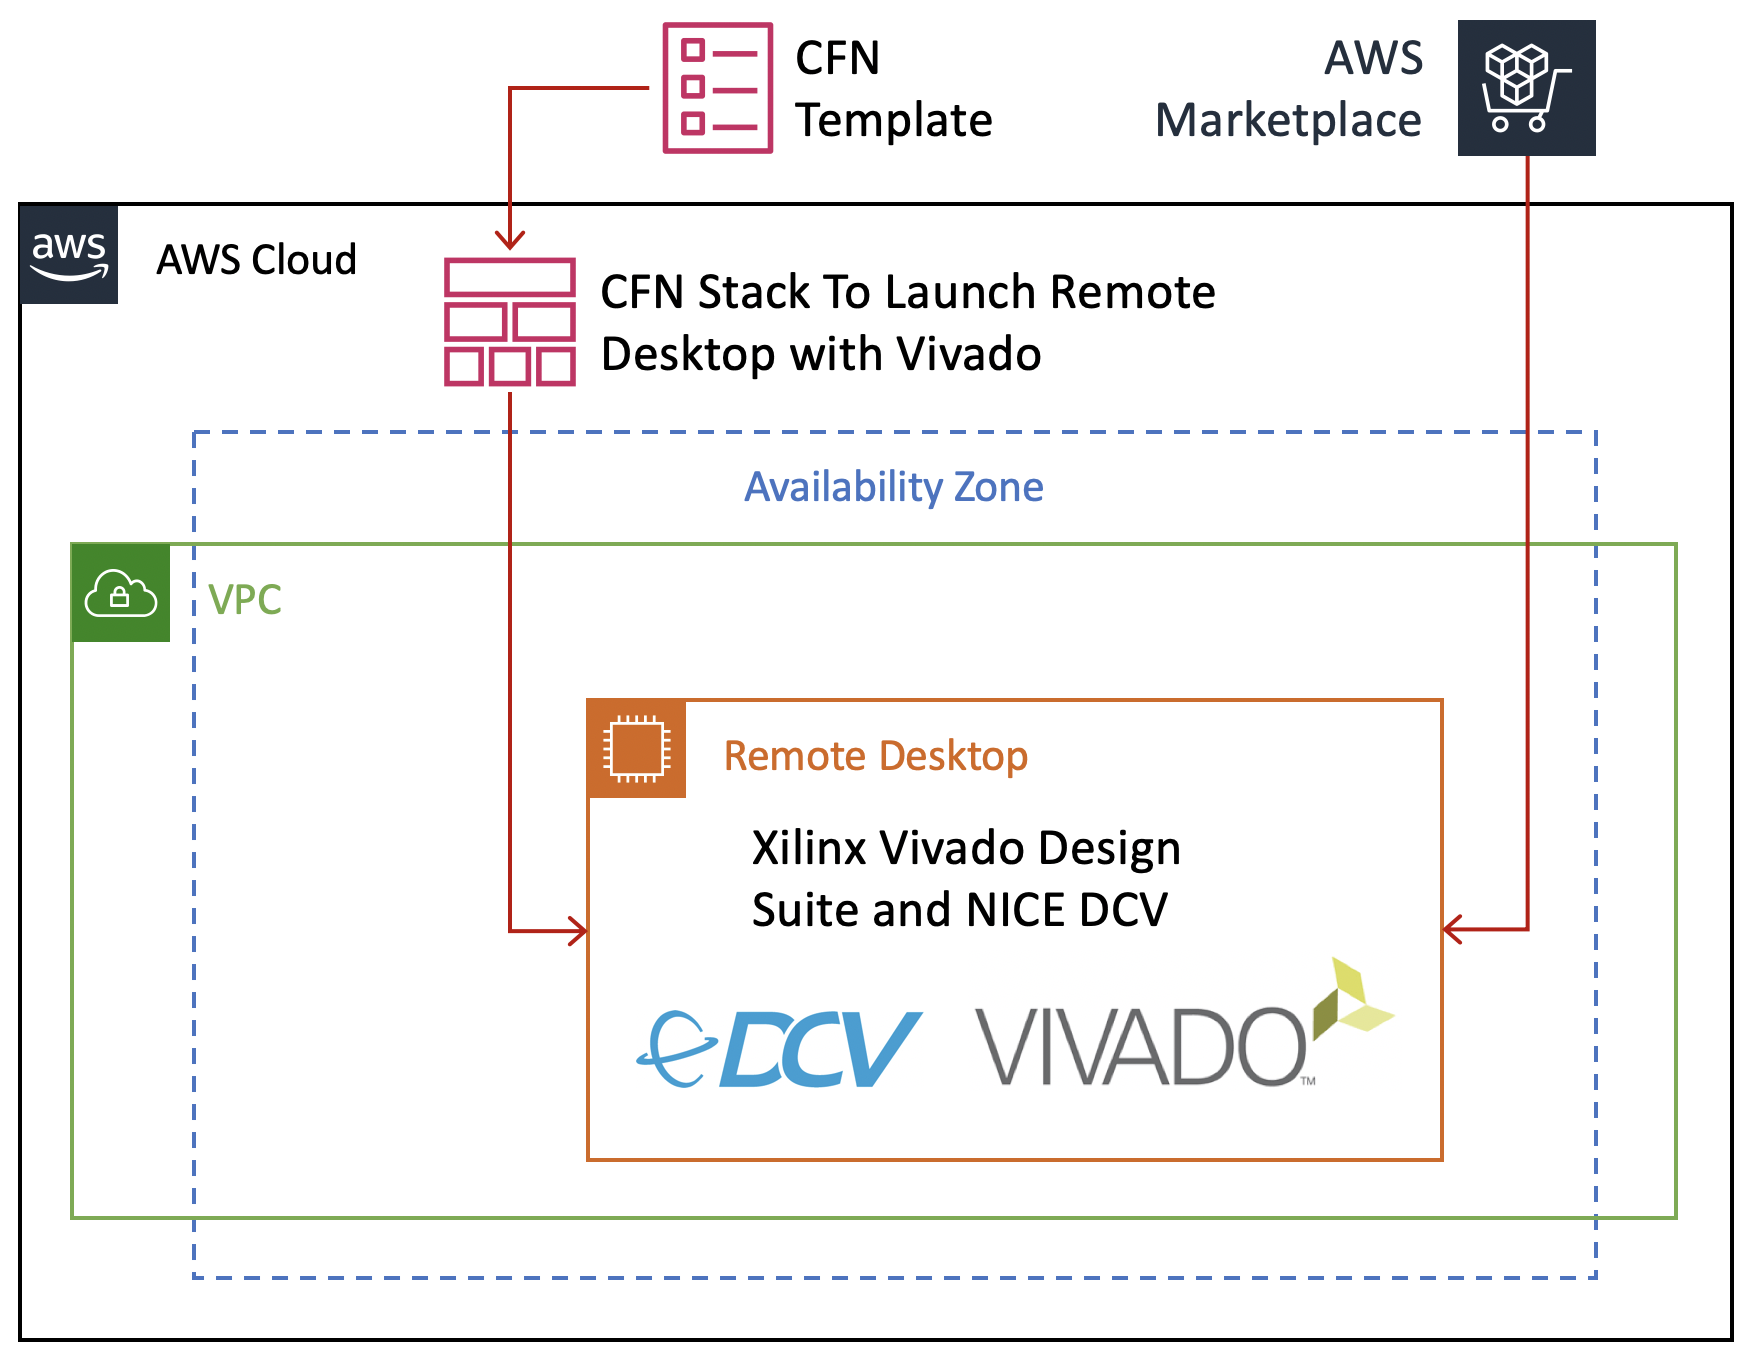 CFN
Template
AWS
Marketplace
aws
AWS Cloud
CFN Stack To Launch Remote
Desktop with Vivado
Availability Zone
VPC
Remote Desktop
Xilinx Vivado Design
Suite and NICE DCV
DCV
VIVADO™